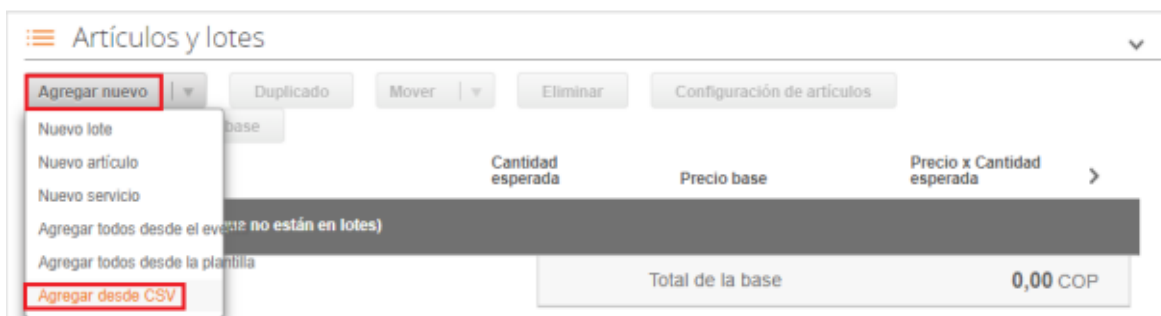 Artículos y lotes
Agregar nuevo Duplicado Mover Eliminar Configuración de artículos
Nuevo lote base
Nuevo artículo Cantidad esperada Precio base Precio x Cantidad esperada
Nuevo servicio
Agregar todos desde el no están en lotes)
Agregar todos desde la plantilla
Total de la base 0,00 COP
Agregar desde CSV